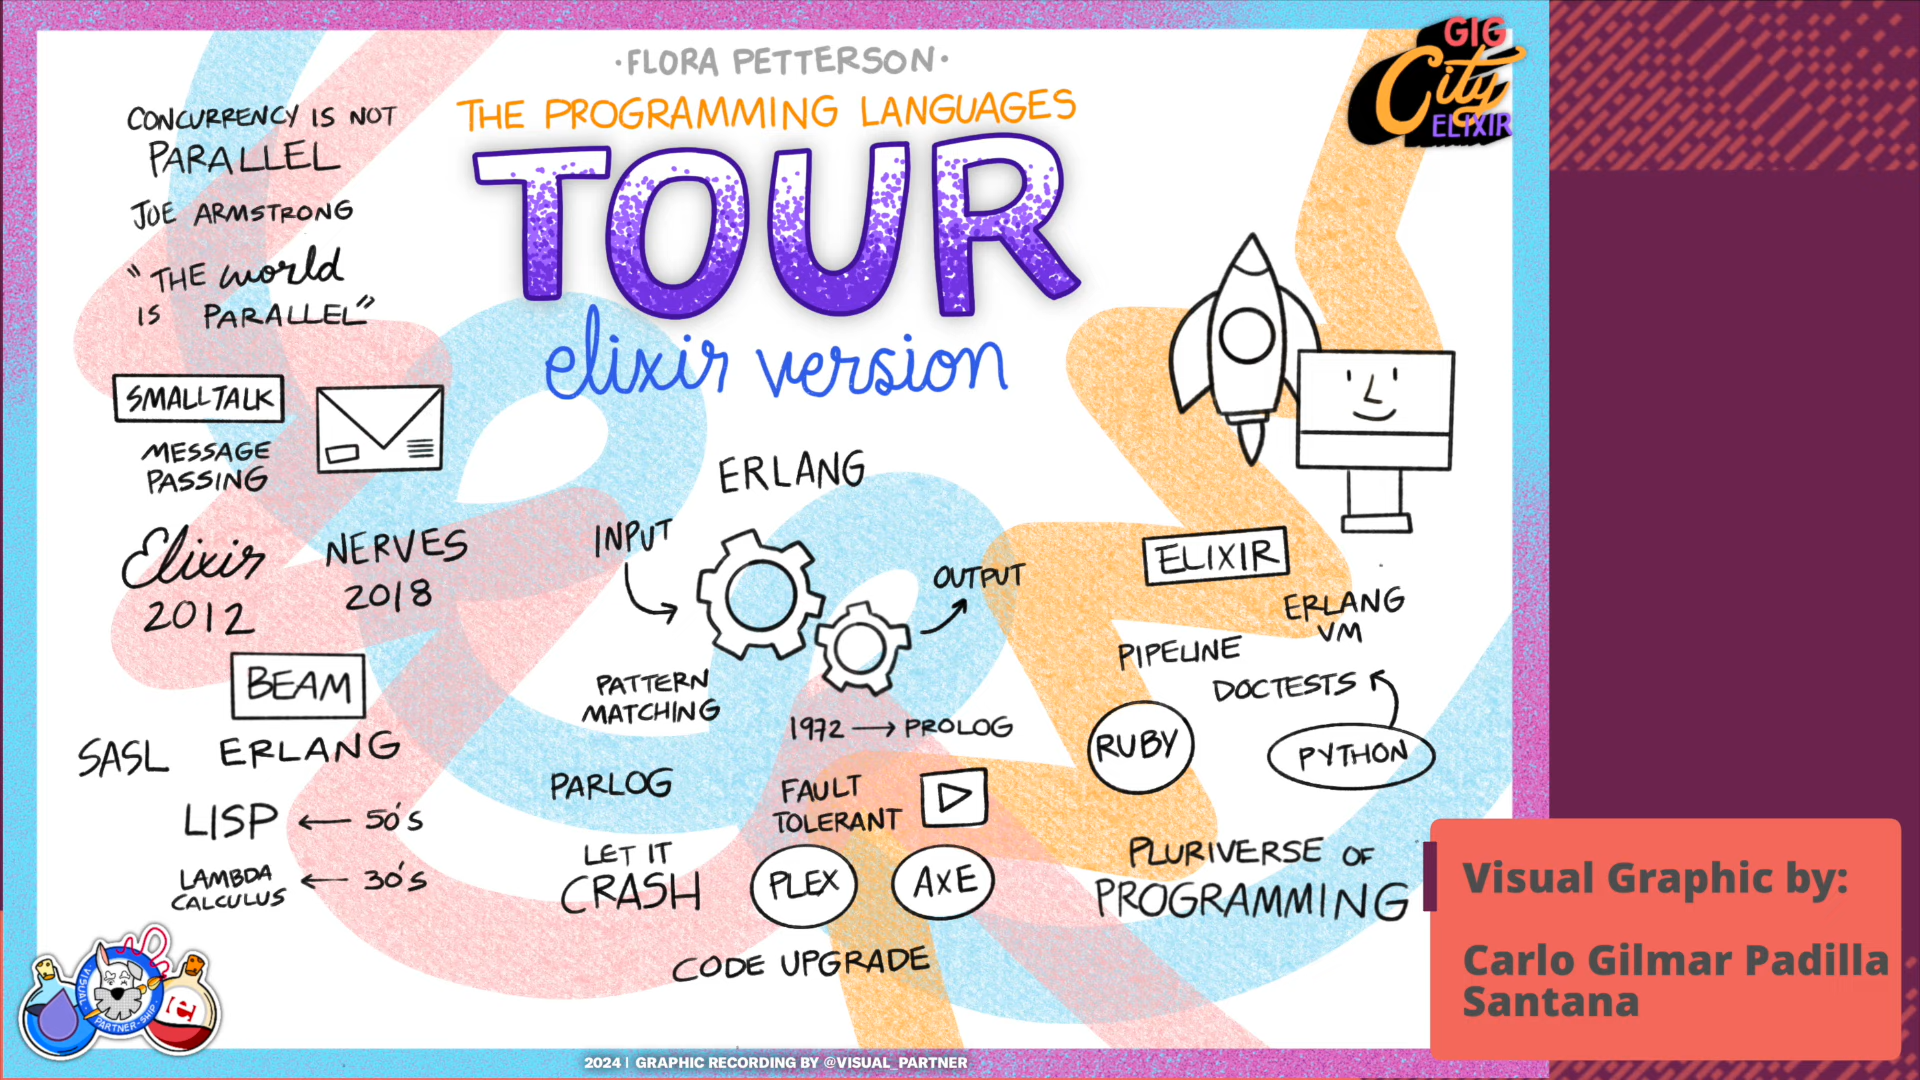 ·FLORA PETTERSON·
THE PROGRAMMING LANGUAGES
TOUR
elixir version
GIG
City
ELIXIR
CONCURRENCY IS NOT
PARALLEL
JOE ARMSTRONG
"THE world
IS PARALLEL"
SMALLTALK
MESSAGE
PASSING
Elixir
2012
NERVES
2018
BEAM
SASL ERLANG
LISP ← 50'S
LAMBDA
CALCULUS ← 30'S
ERLANG
INPUT
OUTPUT
PATTERN
MATCHING
1972 → PROLOG
PARLOG
FAULT
TOLERANT
LET IT
CRASH
PLEX
AXE
CODE UPGRADE
ELIXIR
ERLANG
VM
PIPELINE
DOCTESTS
RUBY
PYTHON
PLURIVERSE OF
PROGRAMMING
VISUAL
PARTNER-SHIP
2024 | GRAPHIC RECORDING BY @VISUAL_PARTNER
Visual Graphic by:
Carlo Gilmar Padilla
Santana